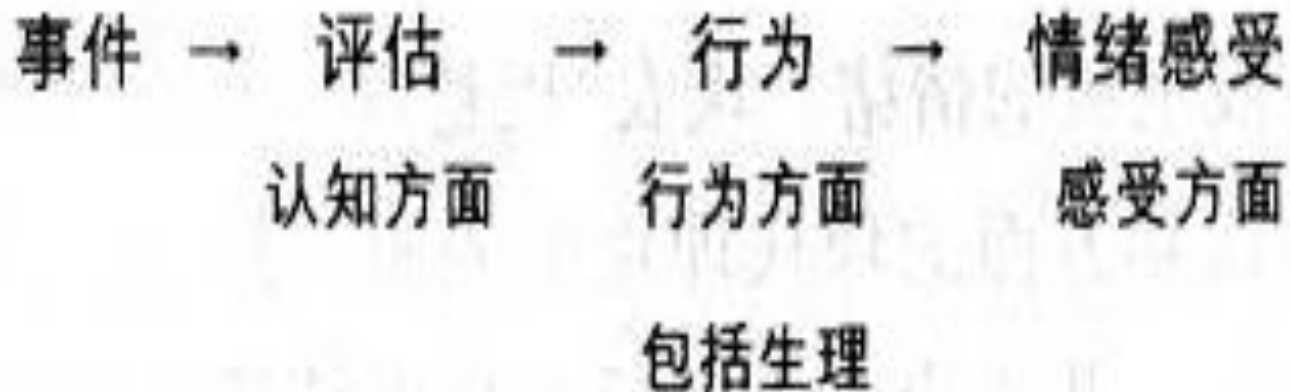 事件 → 评估 → 行为 → 情绪感受
认知方面 行为方面 感受方面
包括生理